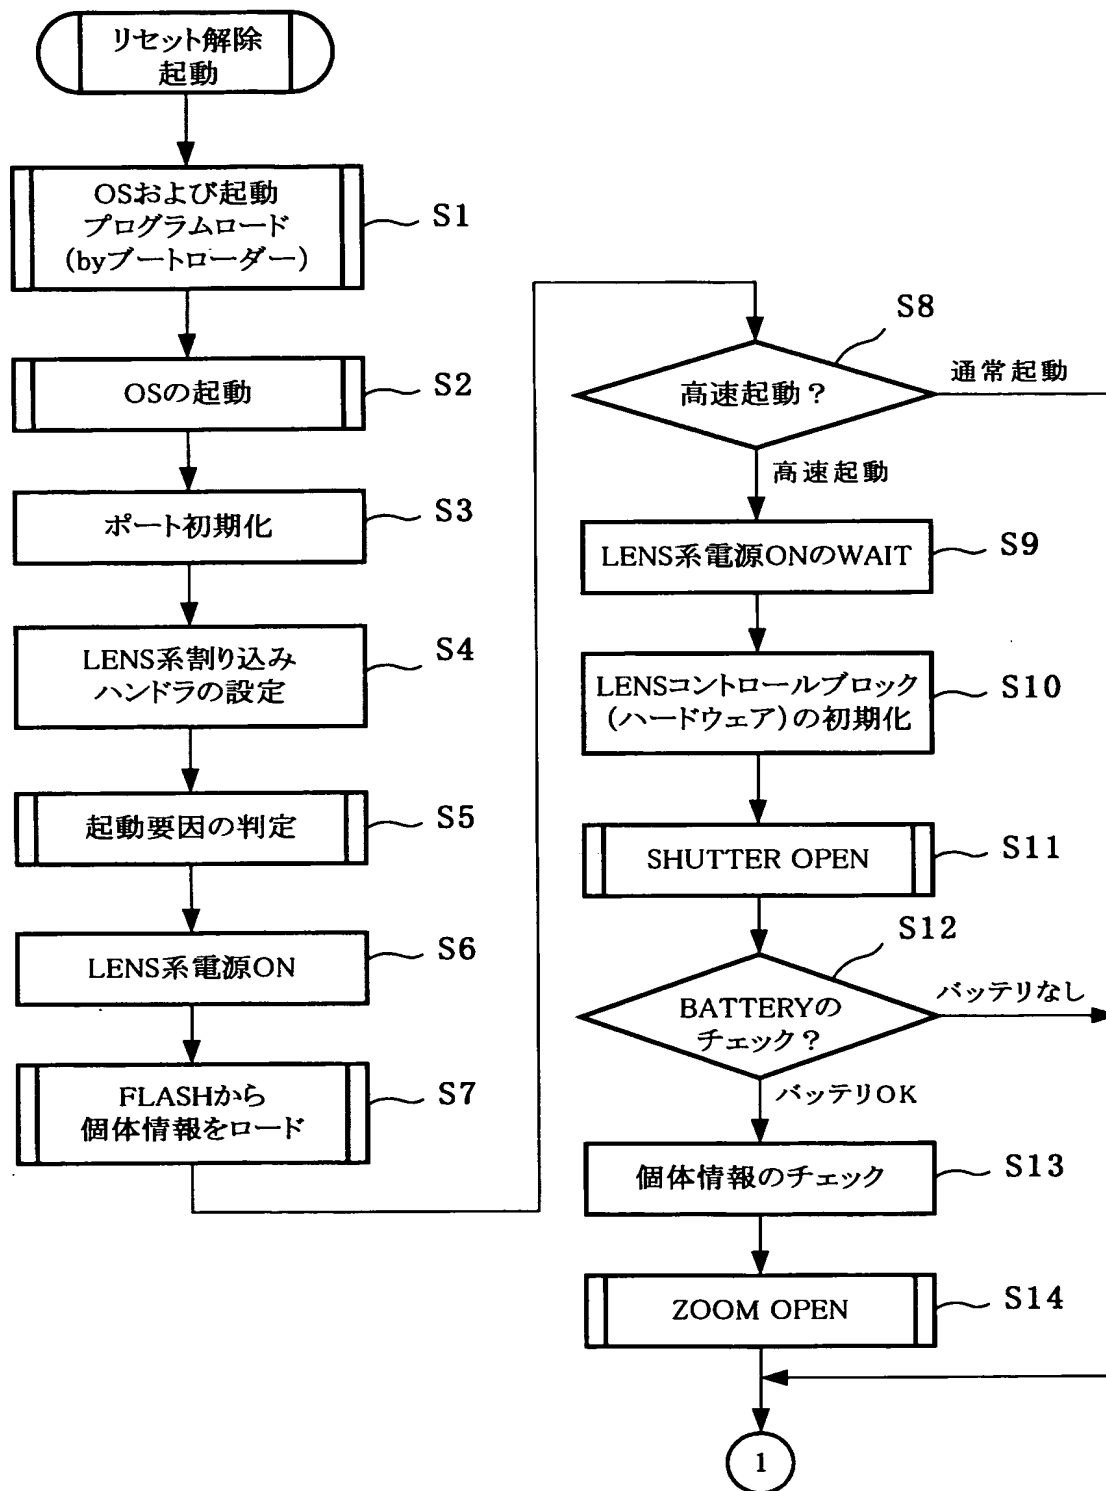 リセット解除
起動
OSおよび起動
プログラムロード
(byブートローダー)
S1
OSの起動
S2
ポート初期化
S3
LENS系割り込み
ハンドラの設定
S4
起動要因の判定
S5
LENS系電源ON
S6
FLASHから
個体情報をロード
S7
S8
高速起動?
通常起動
高速起動
LENS系電源ONのWAIT
S9
LENSコントロールブロック
(ハードウェア)の初期化
S10
SHUTTER OPEN
S11
S12
BATTERYの
チェック?
バッテリなし
バッテリOK
個体情報のチェック
S13
ZOOM OPEN
S14
1